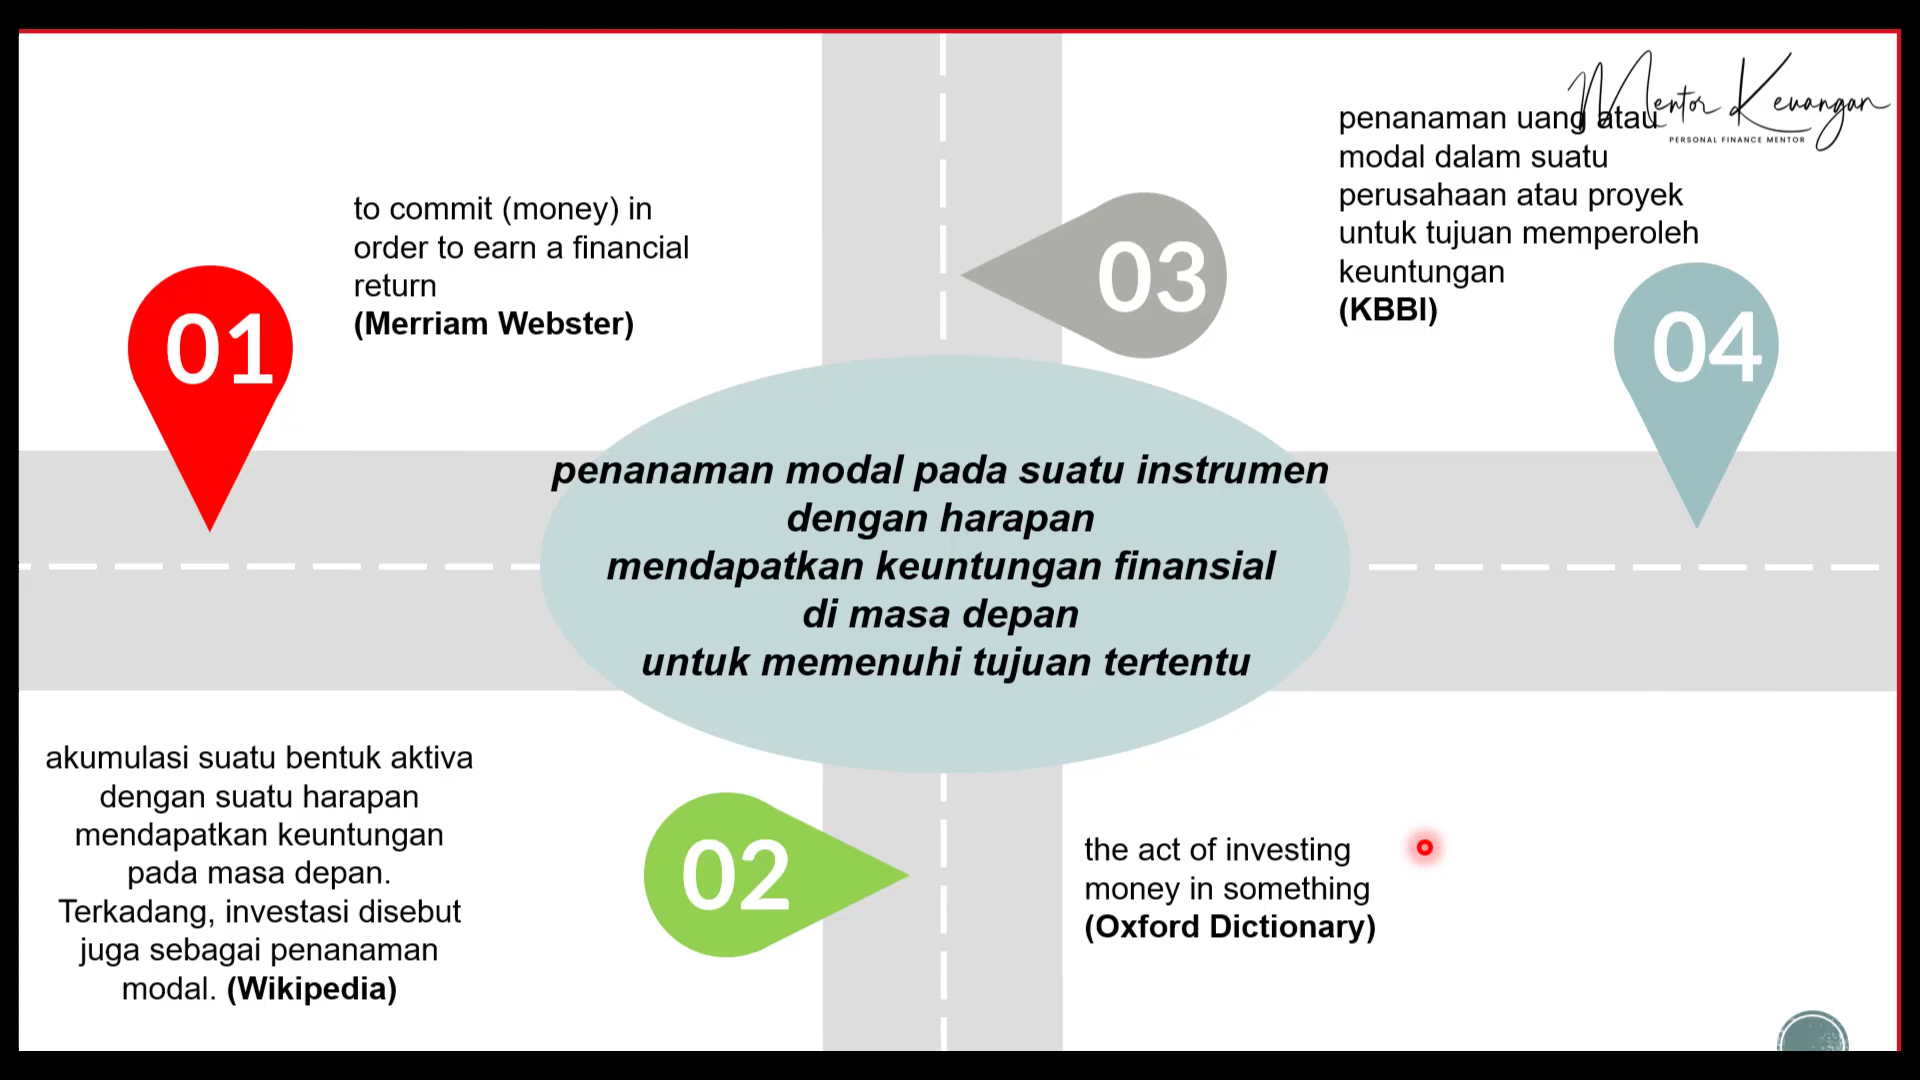 Mentor Keuangan
PERSONAL FINANCE MENTOR
01
to commit (money) in
order to earn a financial
return
(Merriam Webster)
03
penanaman uang atau
modal dalam suatu
perusahaan atau proyek
untuk tujuan memperoleh
keuntungan
(KBBI)
04
penanaman modal pada suatu instrumen
dengan harapan
mendapatkan keuntungan finansial
di masa depan
untuk memenuhi tujuan tertentu
akumulasi suatu bentuk aktiva
dengan suatu harapan
mendapatkan keuntungan
pada masa depan.
Terkadang, investasi disebut
juga sebagai penanaman
modal. (Wikipedia)
02
the act of investing
money in something
(Oxford Dictionary)